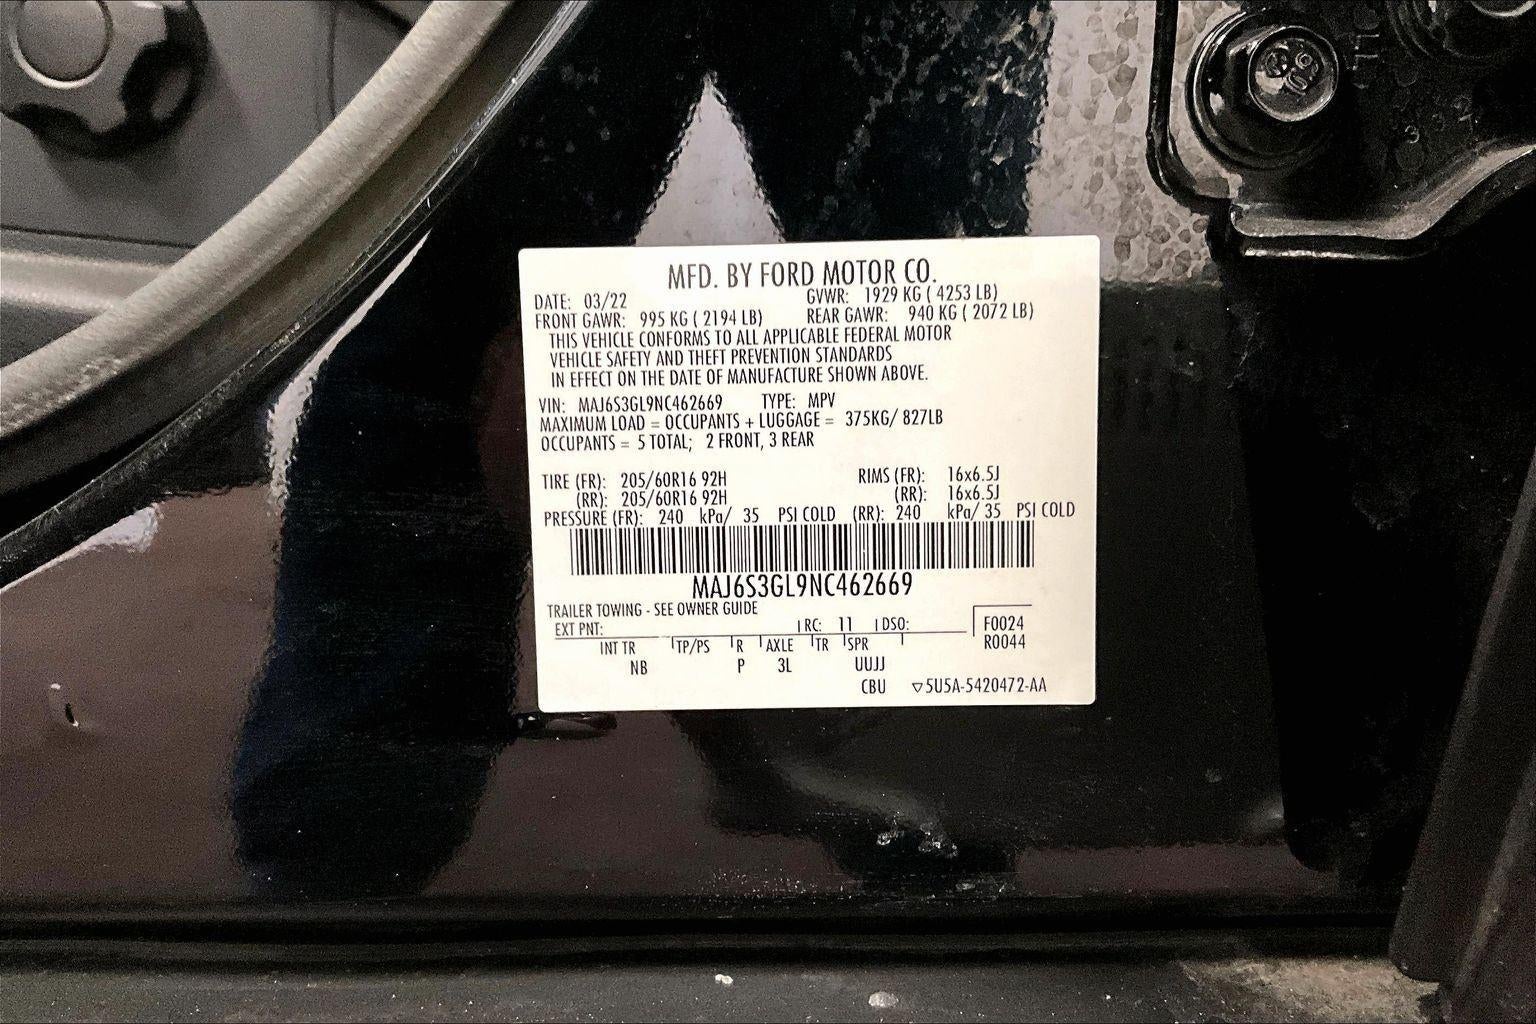 MFD. BY FORD MOTOR CO.
DATE: 03/22 GVWR: 1929 KG ( 4253 LB)
FRONT GAWR: 995 KG ( 2194 LB) REAR GAWR: 940 KG ( 2072 LB)
THIS VEHICLE CONFORMS TO ALL APPLICABLE FEDERAL MOTOR
VEHICLE SAFETY AND THEFT PREVENTION STANDARDS
IN EFFECT ON THE DATE OF MANUFACTURE SHOWN ABOVE.
VIN: MAJ6S3GL9NC462669 TYPE: MPV
MAXIMUM LOAD = OCCUPANTS + LUGGAGE = 375KG/ 827LB
OCCUPANTS = 5 TOTAL; 2 FRONT, 3 REAR
TIRE (FR): 205/60R16 92H RIMS (FR): 16x6.5J
(RR): 205/60R16 92H (RR): 16x6.5J
PRESSURE (FR): 240 kPa/ 35 PSI COLD (RR): 240 kPa/ 35 PSI COLD
MAJ6S3GL9NC462669
TRAILER TOWING - SEE OWNER GUIDE
EXT PNT: RC: 11 DSO: F0024
INT TR TP/PS R AXLE TR SPR R0044
NB P 3L UUJJ
CBU ▽5U5A-5420472-AA